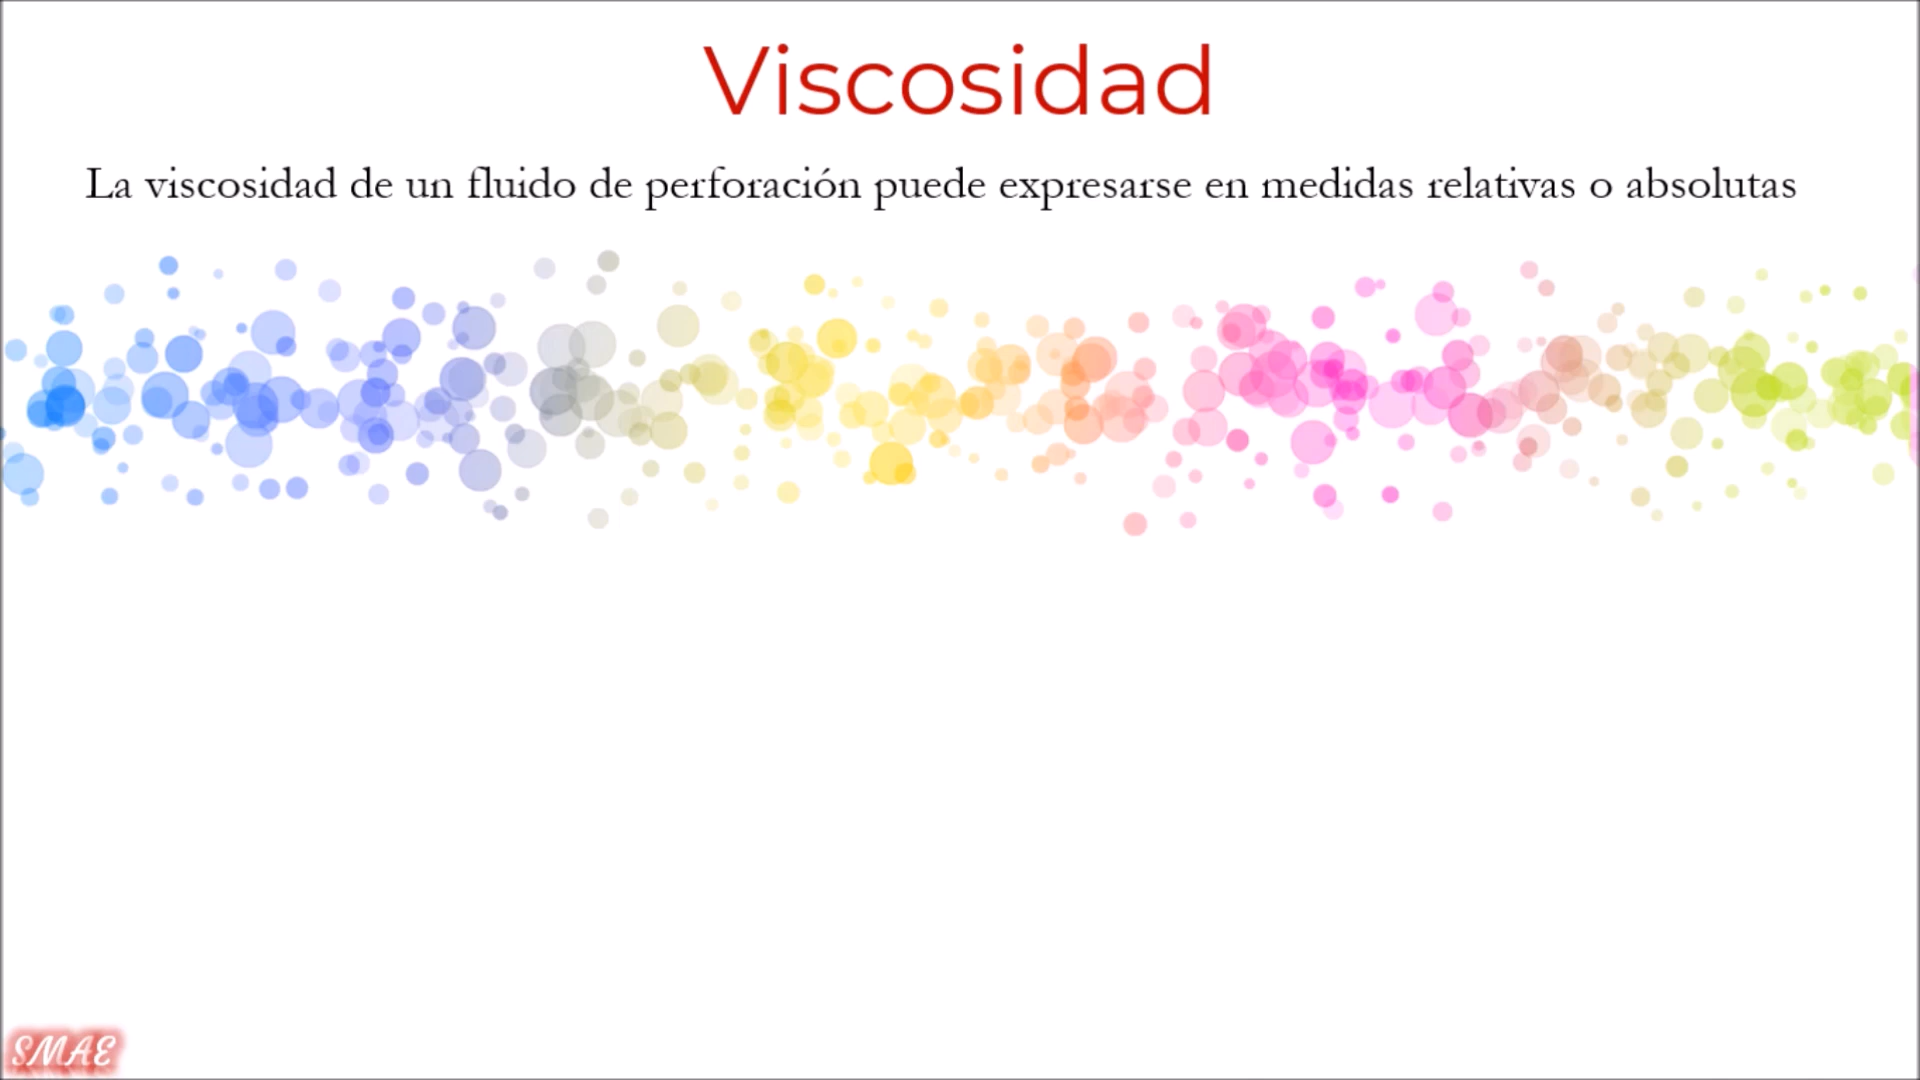 Viscosidad
La viscosidad de un fluido de perforación puede expresarse en medidas relativas o absolutas
SMAE